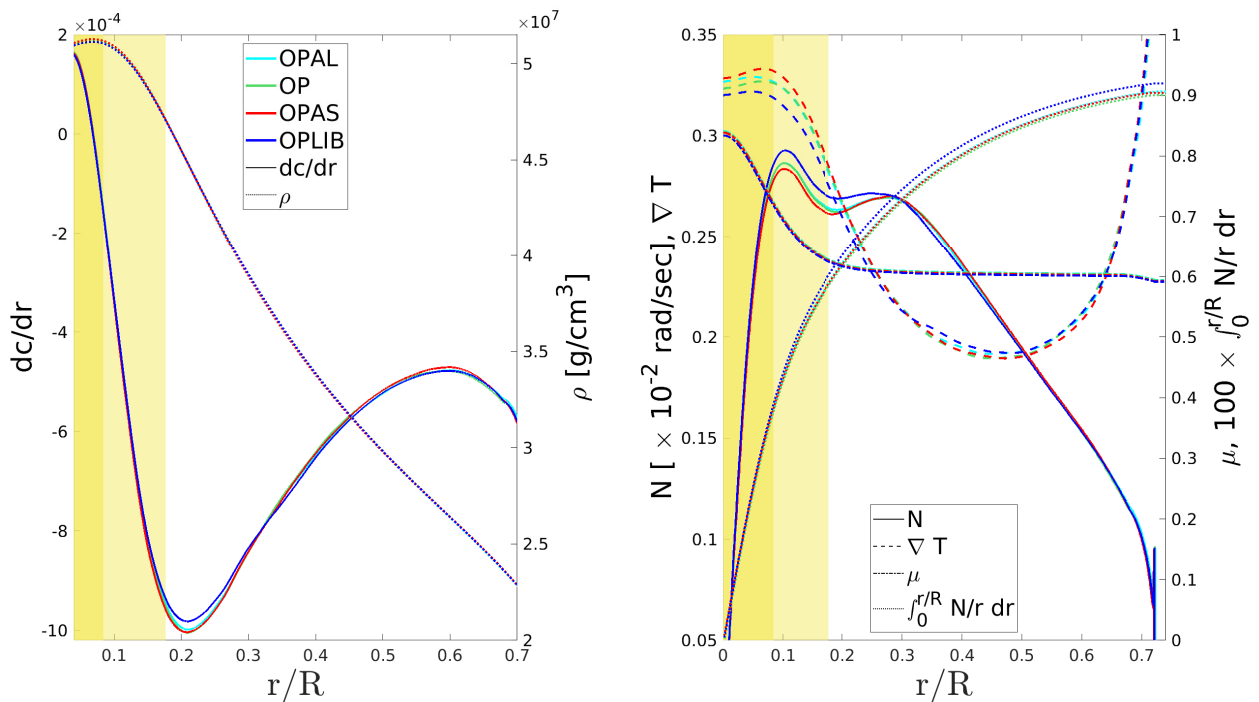 ×10⁻⁴
2
0
-2
-4
-6
-8
-10
dc/dr
OPAL
OP
OPAS
OPLIB
dc/dr
ρ
×10⁷
5
4.5
4
3.5
3
2.5
2
ρ [g/cm³]
0.1 0.2 0.3 0.4 0.5 0.6 0.7
r/R
0.35
0.3
0.25
0.2
0.15
0.1
0.05
N [ × 10⁻² rad/sec], ∇ T
N
∇ T
μ
∫₀^{r/R} N/r dr
1
0.9
0.8
0.7
0.6
0.5
0.4
0.3
0.2
0.1
0
μ, 100 × ∫₀^{r/R} N/r dr
0 0.1 0.2 0.3 0.4 0.5 0.6 0.7
r/R